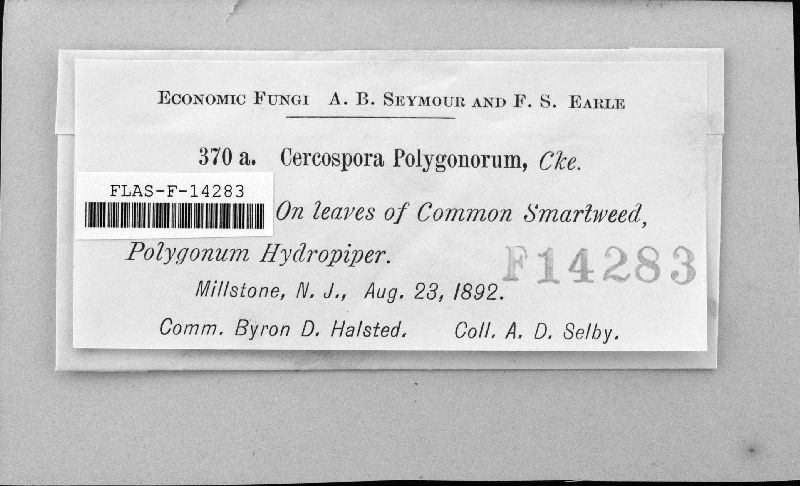 Economic Fungi A. B. Seymour and F. S. Earle
370 a. Cercospora Polygonorum, Cke.
FLAS-F-14283
On leaves of Common Smartweed,
Polygonum Hydropiper.
F14283
Millstone, N. J., Aug. 23, 1892.
Comm. Byron D. Halsted. Coll. A. D. Selby.